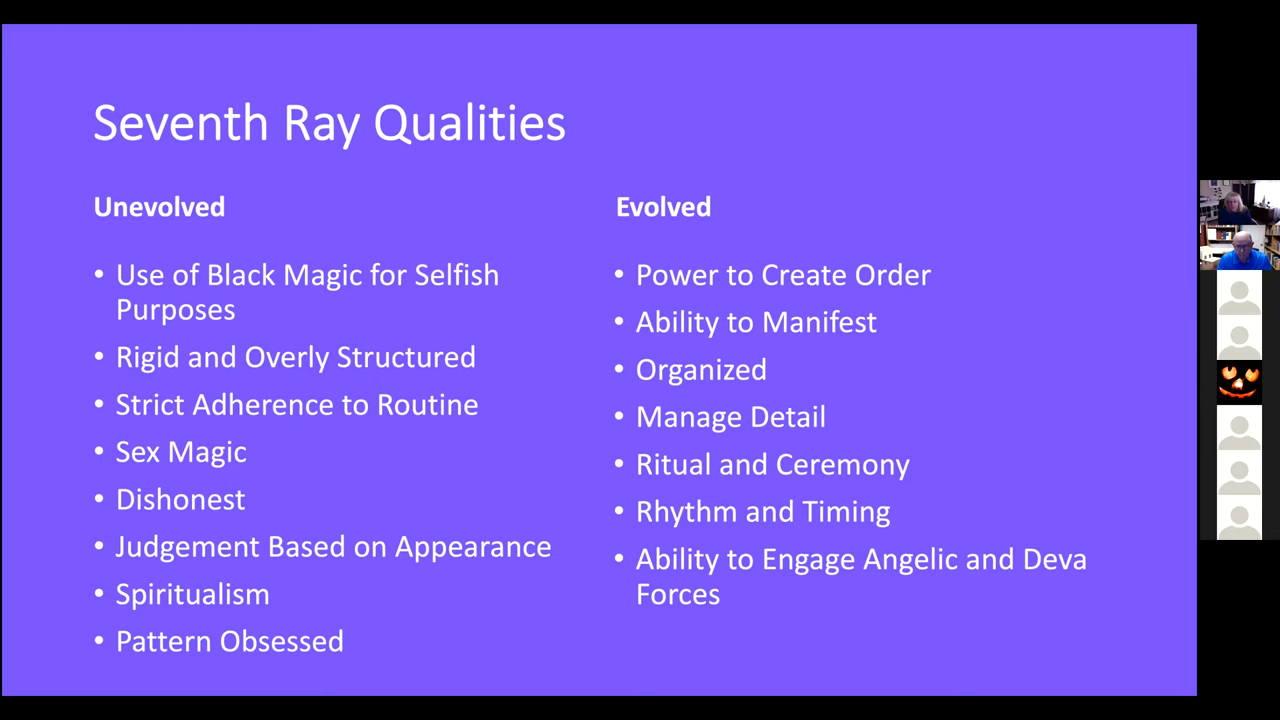 Seventh Ray Qualities
Unevolved
• Use of Black Magic for Selfish
Purposes
• Rigid and Overly Structured
• Strict Adherence to Routine
• Sex Magic
• Dishonest
• Judgement Based on Appearance
• Spiritualism
• Pattern Obsessed
Evolved
• Power to Create Order
• Ability to Manifest
• Organized
• Manage Detail
• Ritual and Ceremony
• Rhythm and Timing
• Ability to Engage Angelic and Deva
Forces